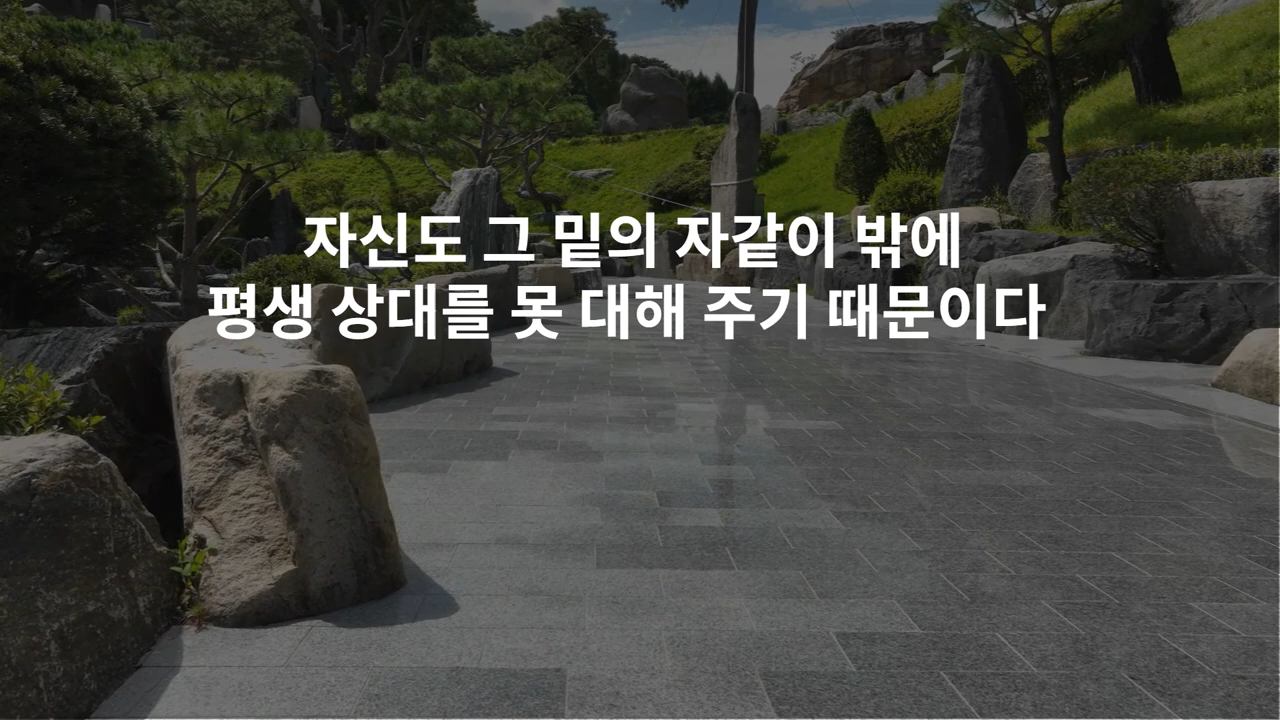 자신도 그 밑의 자같이 밖에
평생 상대를 못 대해 주기 때문이다